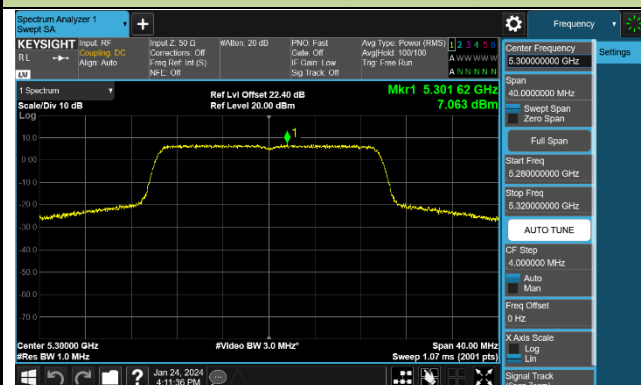 Spectrum Analyzer 1
Swept SA
+
Frequency
KEYSIGHT
Input: RF
Coupling: DC
Align: Auto
Input Z: 50 Ω
Corrections: Off
Freq Ref: Int (S)
NFE: Off
#Atten: 20 dB
PNO: Fast
Gate: Off
IF Gain: Low
Sig Track: Off
Avg Type: Power (RMS)
Avg|Hold: 100/100
Trig: Free Run
1 2 3 4 5 6
A W W W W W
A N N N N N
RL
LXI
Center Frequency
5.300000000 GHz
Settings
Span
40.0000000 MHz
Swept Span
Zero Span
Full Span
Start Freq
5.280000000 GHz
Stop Freq
5.320000000 GHz
AUTO TUNE
CF Step
4.000000 MHz
Auto
Man
Freq Offset
0 Hz
X Axis Scale
Log
Lin
Signal Track
(Span Zoom)
1 Spectrum
Scale/Div 10 dB
Log
Ref Lvl Offset 22.40 dB
Ref Level 20.00 dBm
Mkr1 5.301 62 GHz
7.063 dBm
1
10.0
0.00
-10.0
-20.0
-30.0
-40.0
-50.0
-60.0
-70.0
Center 5.30000 GHz
#Res BW 1.0 MHz
#Video BW 3.0 MHz*
Span 40.00 MHz
Sweep 1.07 ms (2001 pts)
?
Jan 24, 2024
4:11:36 PM